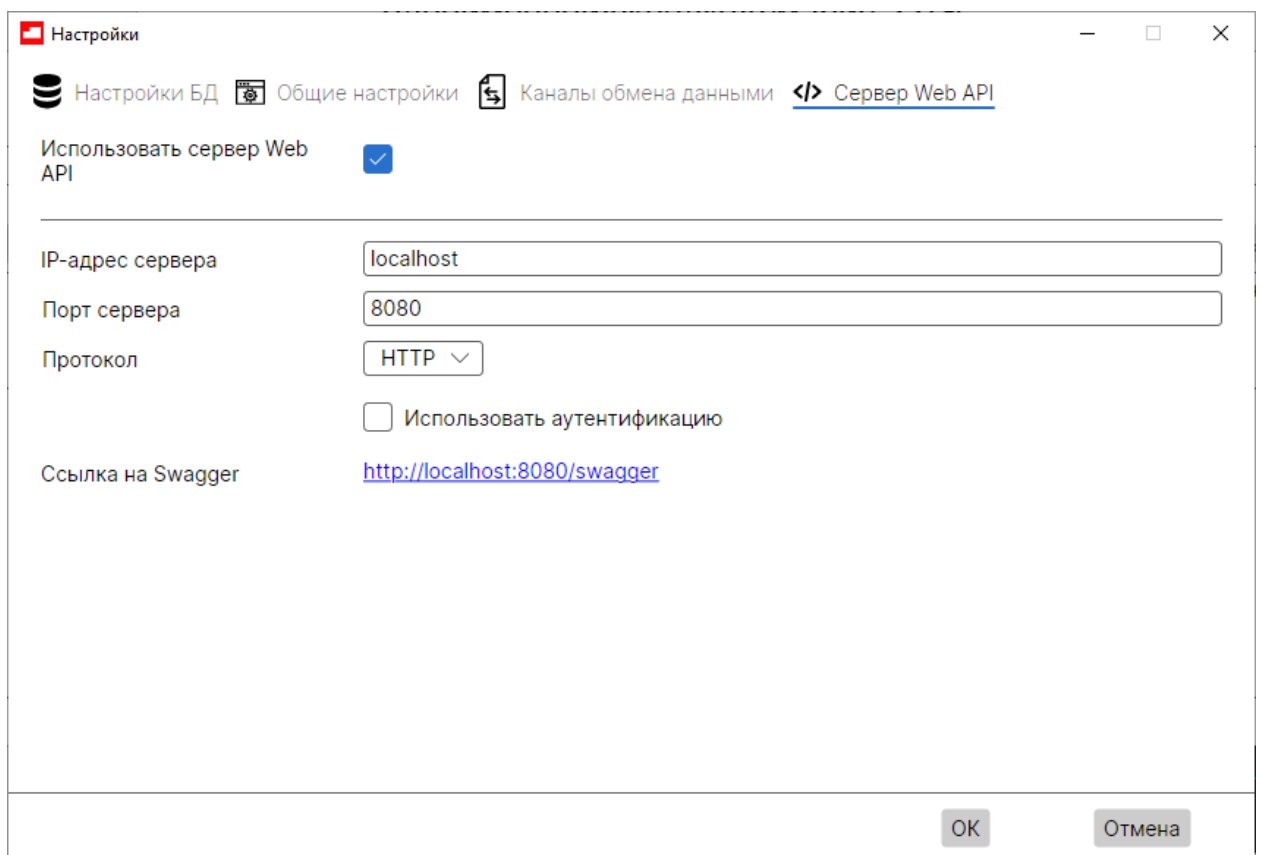 Настройки
Настройки БД Общие настройки Каналы обмена данными </> Сервер Web API
Использовать сервер Web
API
IP-адрес сервера localhost
Порт сервера 8080
Протокол HTTP
Использовать аутентификацию
Ссылка на Swagger http://localhost:8080/swagger
OK Отмена